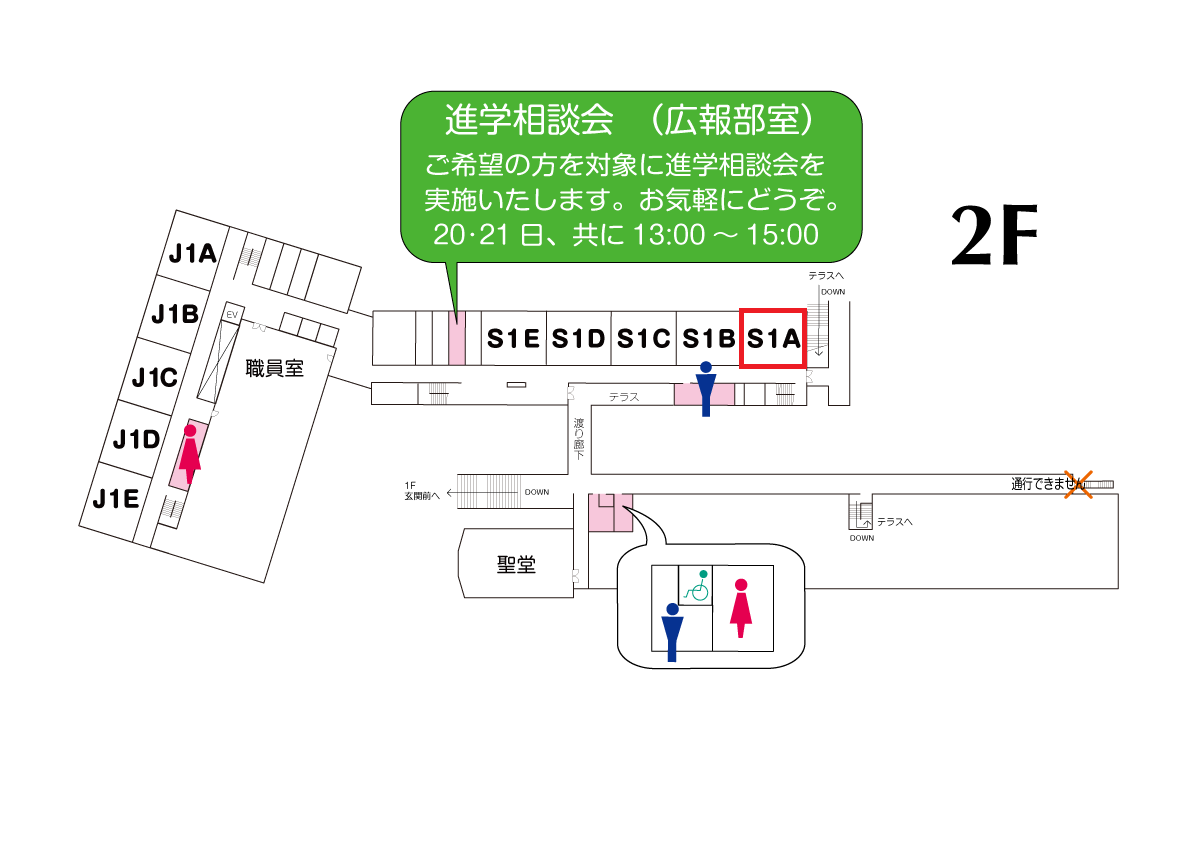 進学相談会 （広報部室）
ご希望の方を対象に進学相談会を
実施いたします。お気軽にどうぞ。
20·21日、共に13:00～15:00
2F
J1A
J1B
J1C
J1D
J1E
EV
職員室
S1E
S1D
S1C
S1B
S1A
テラスへ
DOWN
テラス
渡り廊下
1F
玄関前へ
DOWN
通行できません
テラスへ
DOWN
聖堂